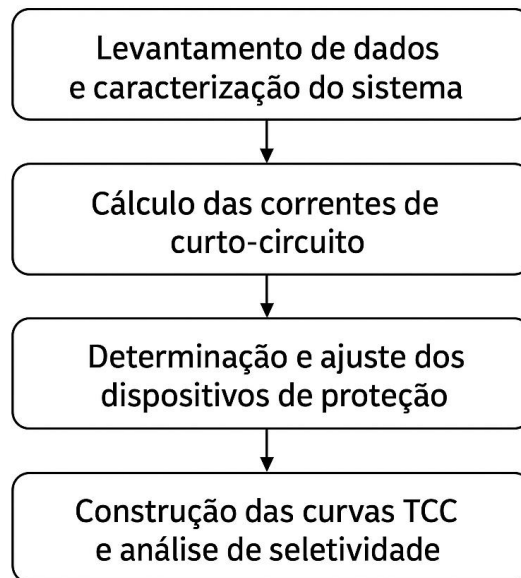 Levantamento de dados
e caracterização do sistema
Cálculo das correntes de
curto-circuito
Determinação e ajuste dos
dispositivos de proteção
Construção das curvas TCC
e análise de seletividade